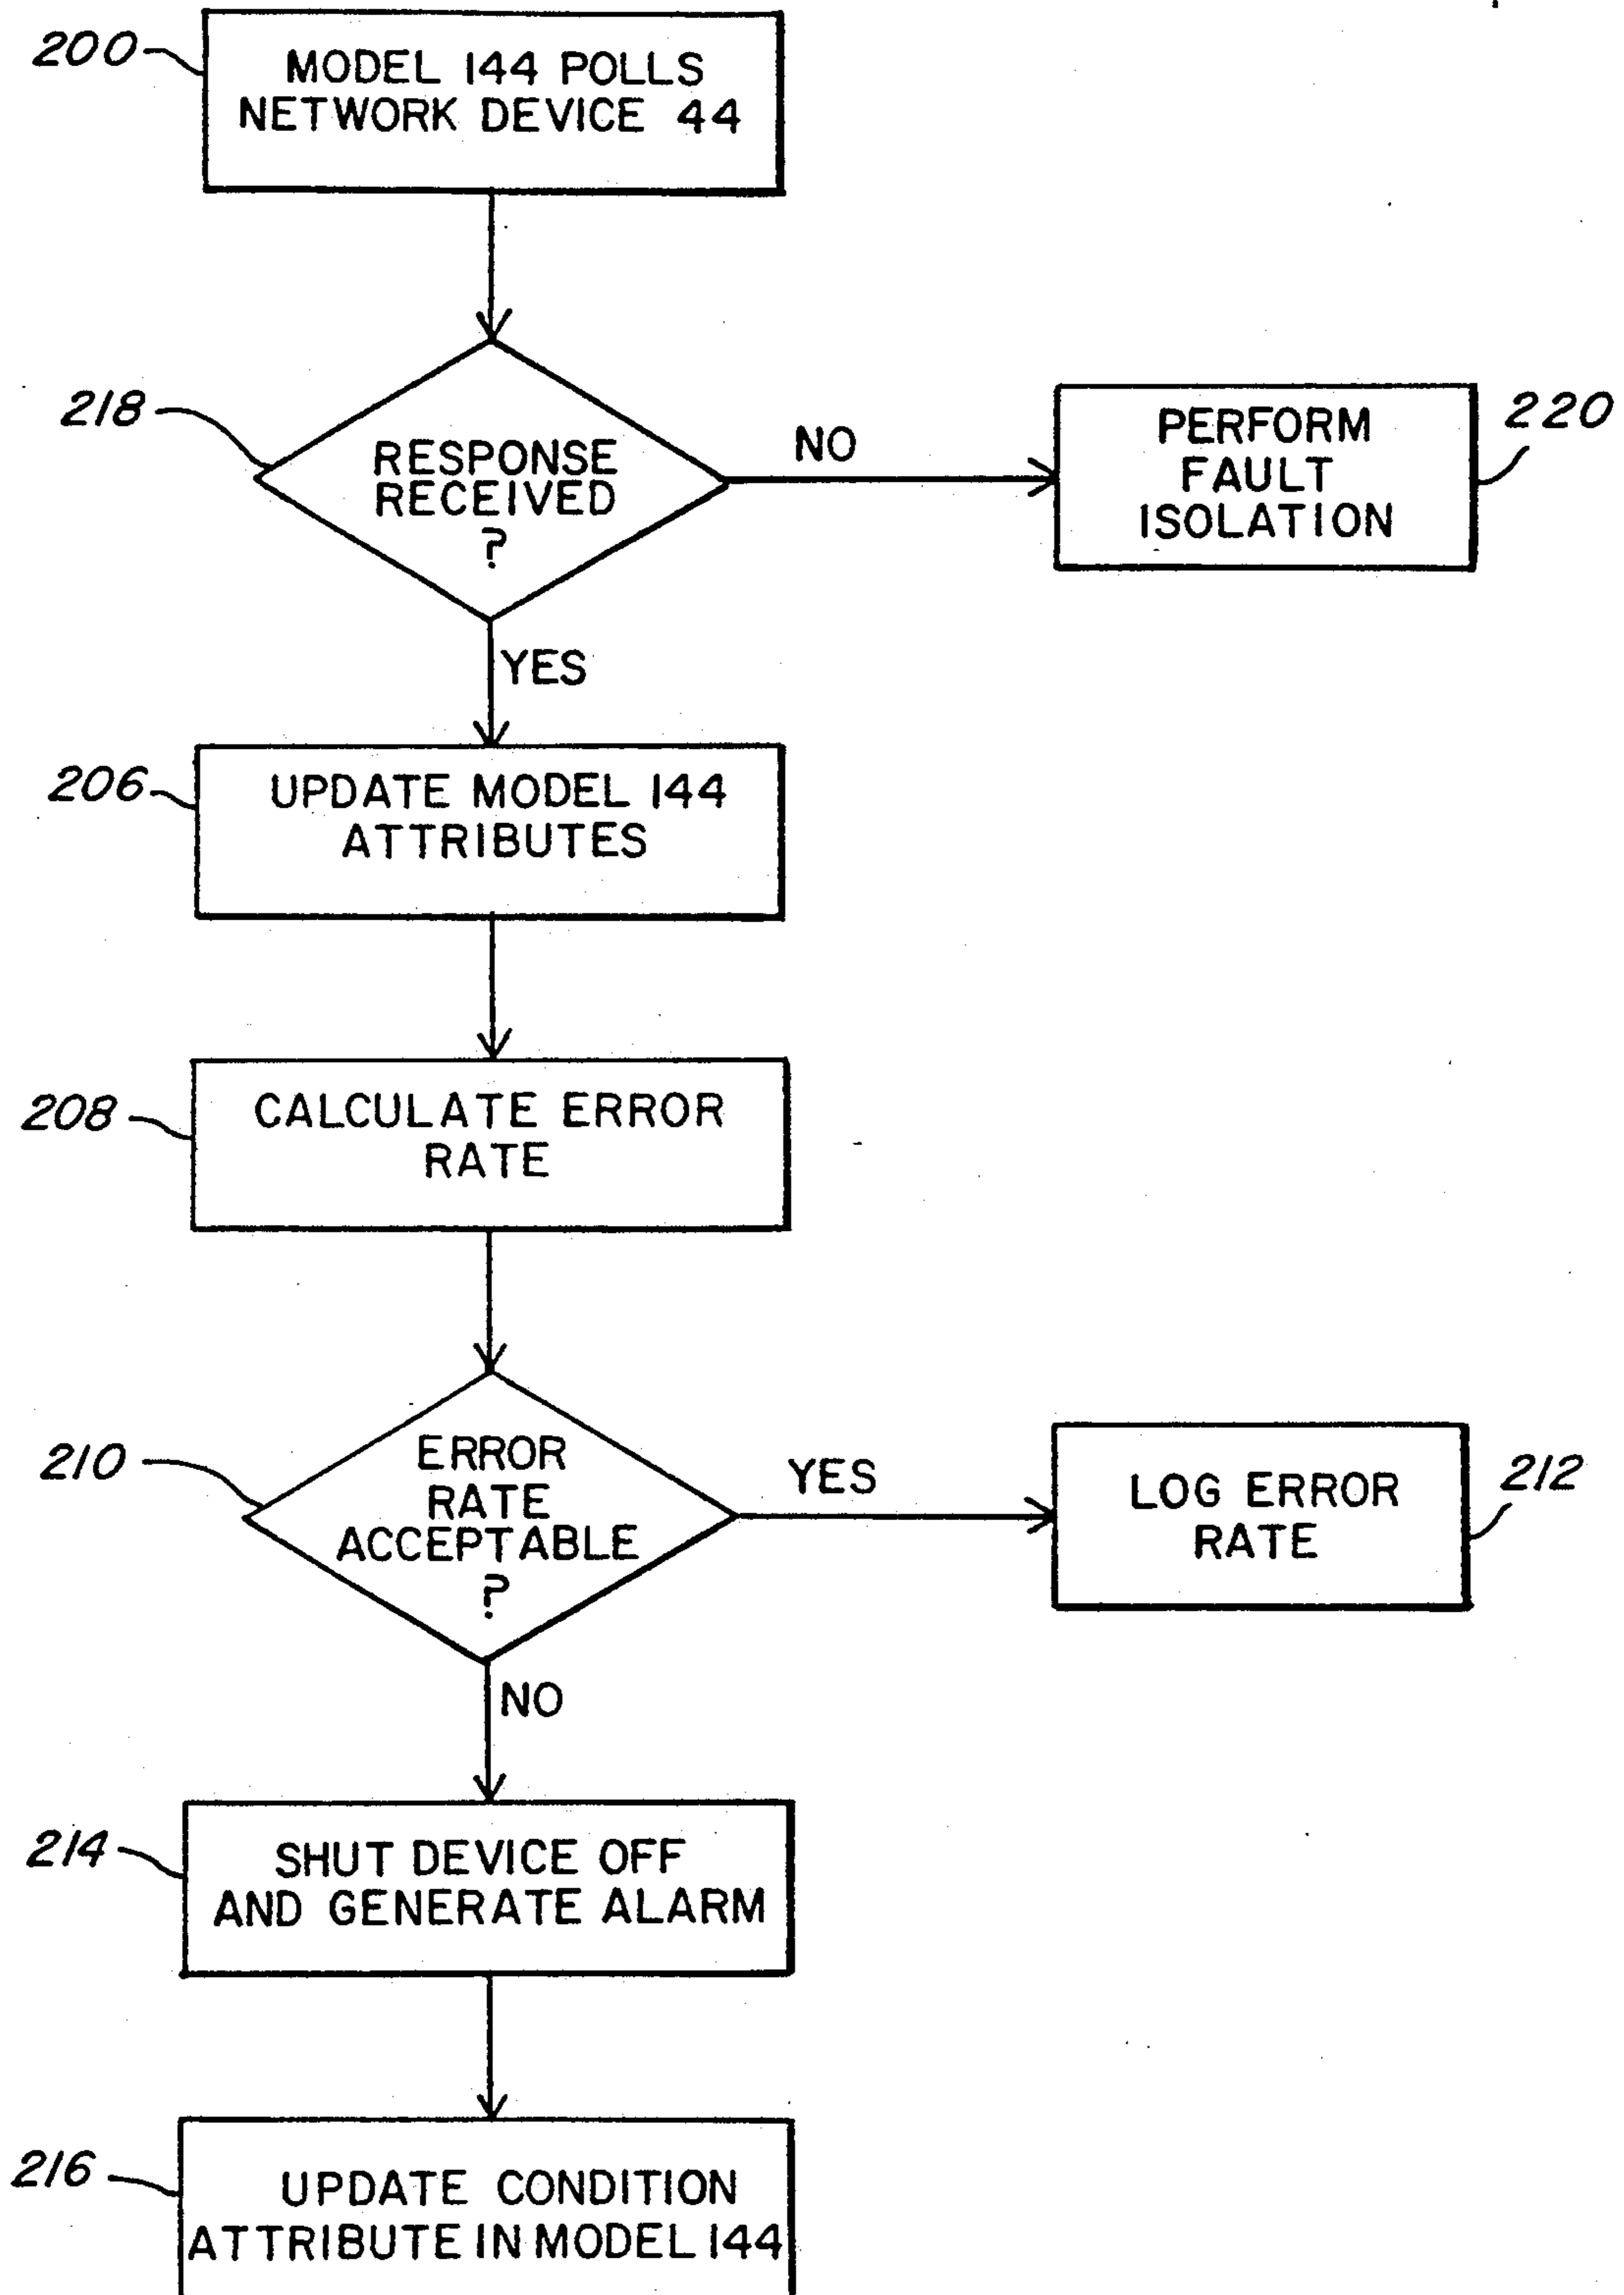 200
MODEL 144 POLLS
NETWORK DEVICE 44
218
RESPONSE
RECEIVED
?
NO
PERFORM
FAULT
ISOLATION
220
YES
206
UPDATE MODEL 144
ATTRIBUTES
208
CALCULATE ERROR
RATE
210
ERROR
RATE
ACCEPTABLE
?
YES
LOG ERROR
RATE
212
NO
214
SHUT DEVICE OFF
AND GENERATE ALARM
216
UPDATE CONDITION
ATTRIBUTE IN MODEL 144